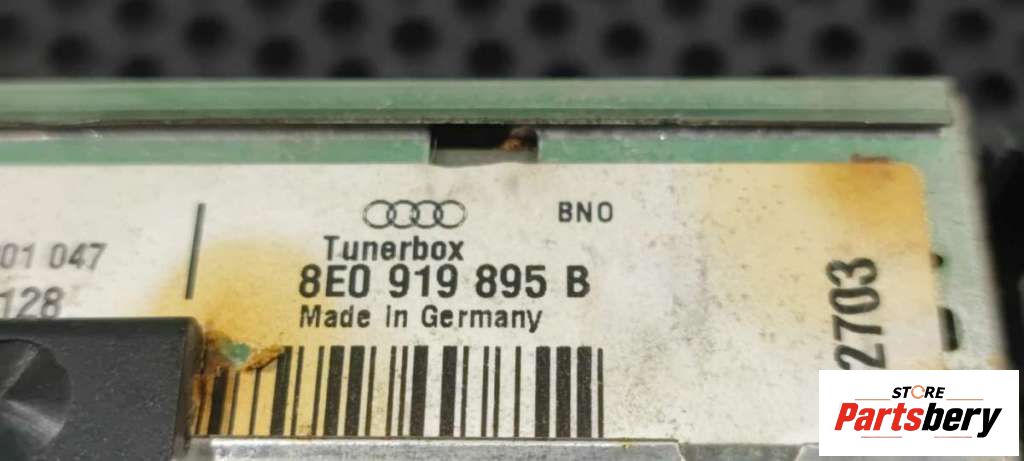 BNO
01 047
128
Tunerbox
8E0 919 895 B
Made in Germany
2703
STORE
Partsbery